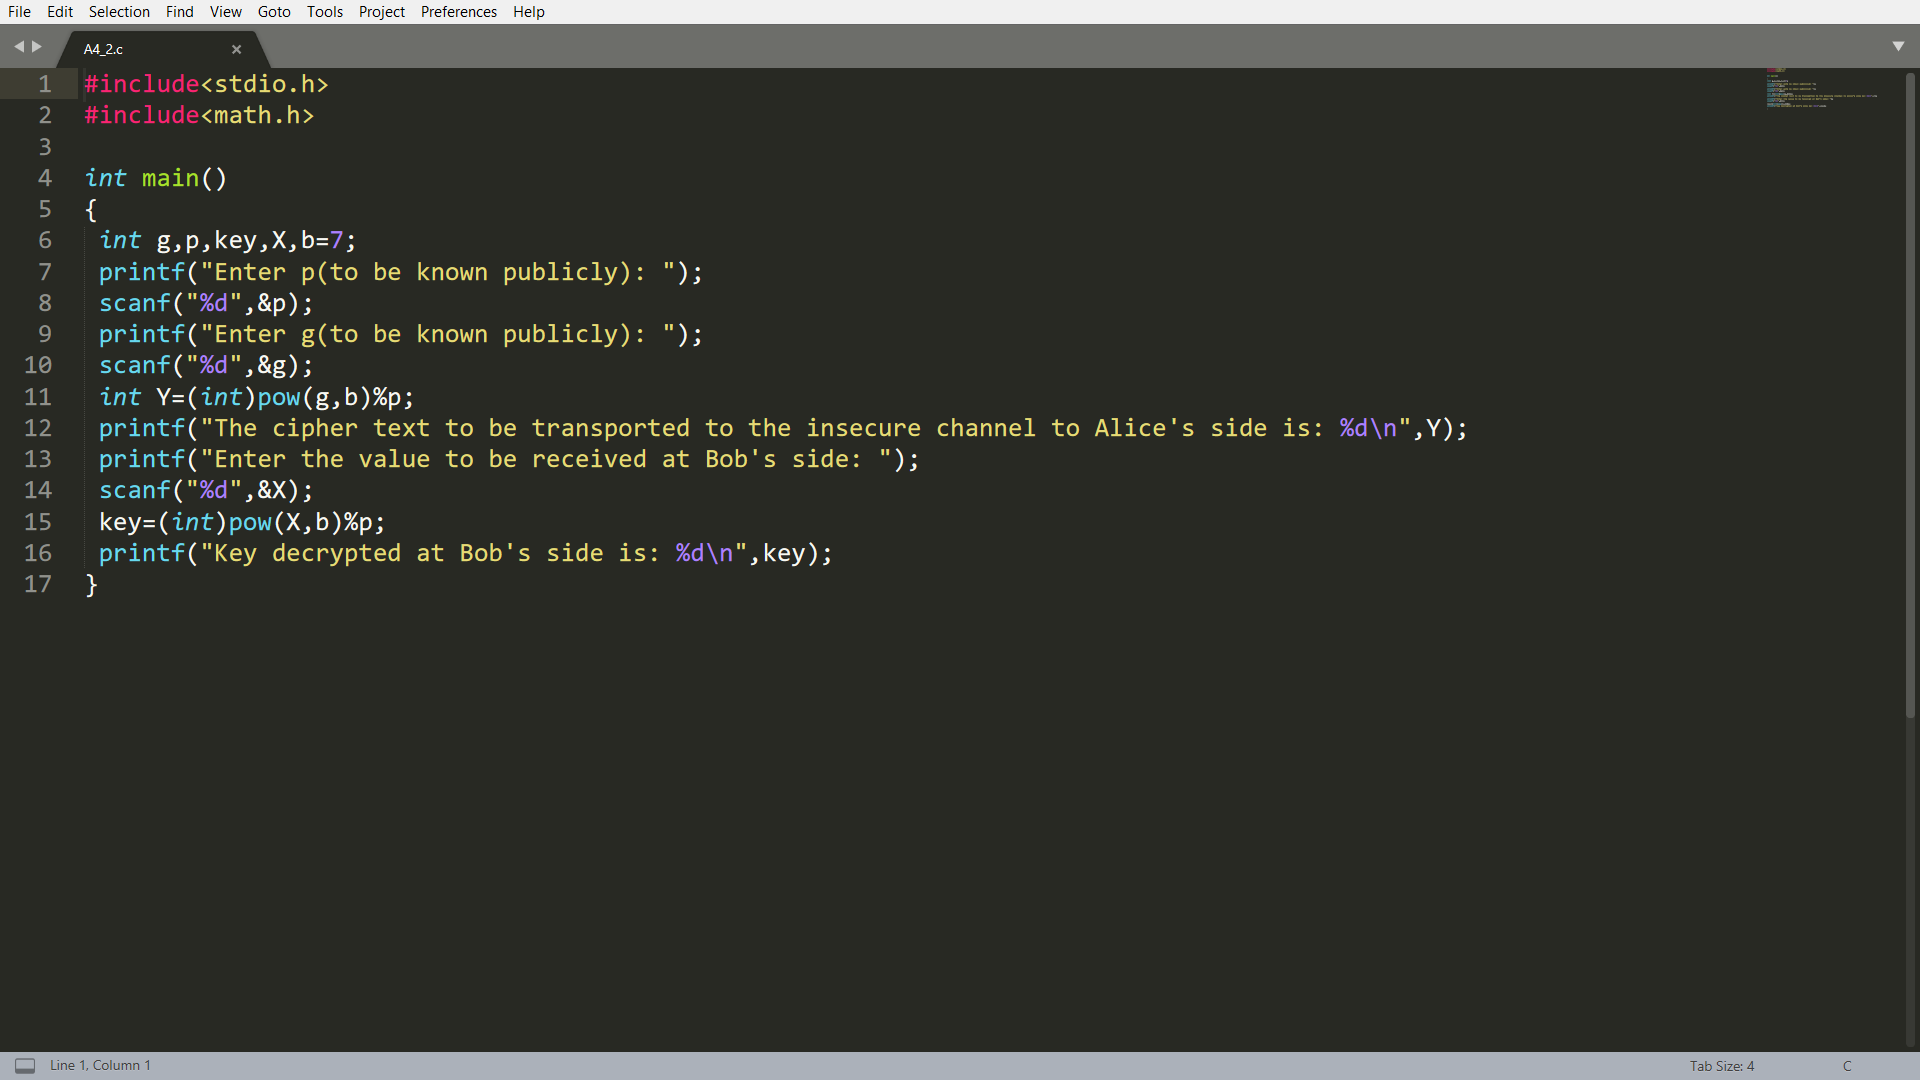 File Edit Selection Find View Goto Tools Project Preferences Help
A4_2.c
1 #include<stdio.h>
2 #include<math.h>
3
4 int main()
5 {
6 int g,p,key,X,b=7;
7 printf("Enter p(to be known publicly): ");
8 scanf("%d",&p);
9 printf("Enter g(to be known publicly): ");
10 scanf("%d",&g);
11 int Y=(int)pow(g,b)%p;
12 printf("The cipher text to be transported to the insecure channel to Alice's side is: %d\n",Y);
13 printf("Enter the value to be received at Bob's side: ");
14 scanf("%d",&X);
15 key=(int)pow(X,b)%p;
16 printf("Key decrypted at Bob's side is: %d\n",key);
17 }
Line 1, Column 1 Tab Size: 4 C